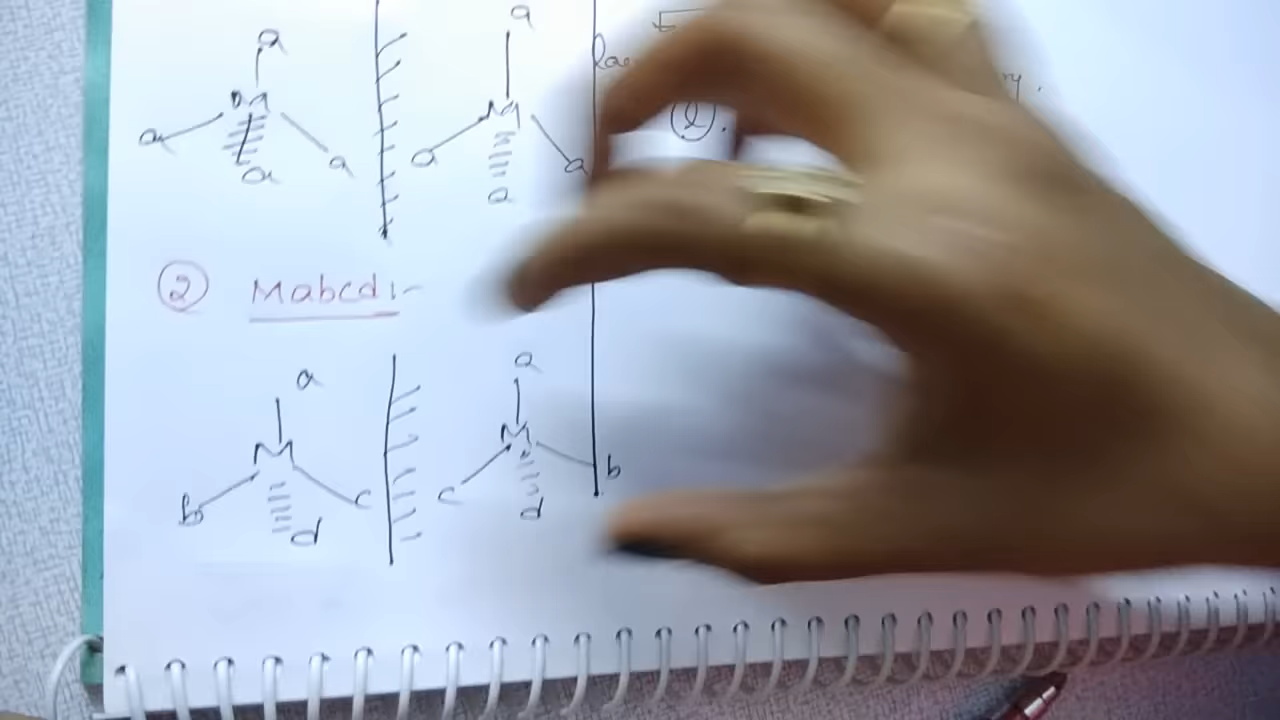 a a
M M
a a a a
a a
② Mabcd :-
a a
M M
b c c b
d d